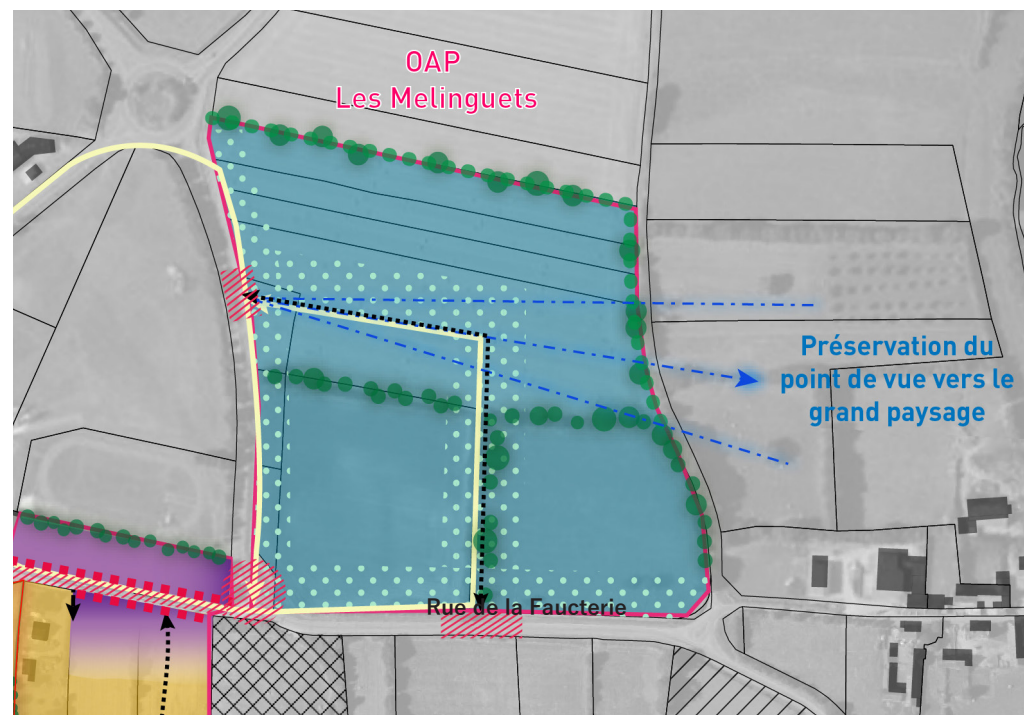 OAP
Les Melinguets
Préservation du
point de vue vers le
grand paysage
Rue de la Faucterie